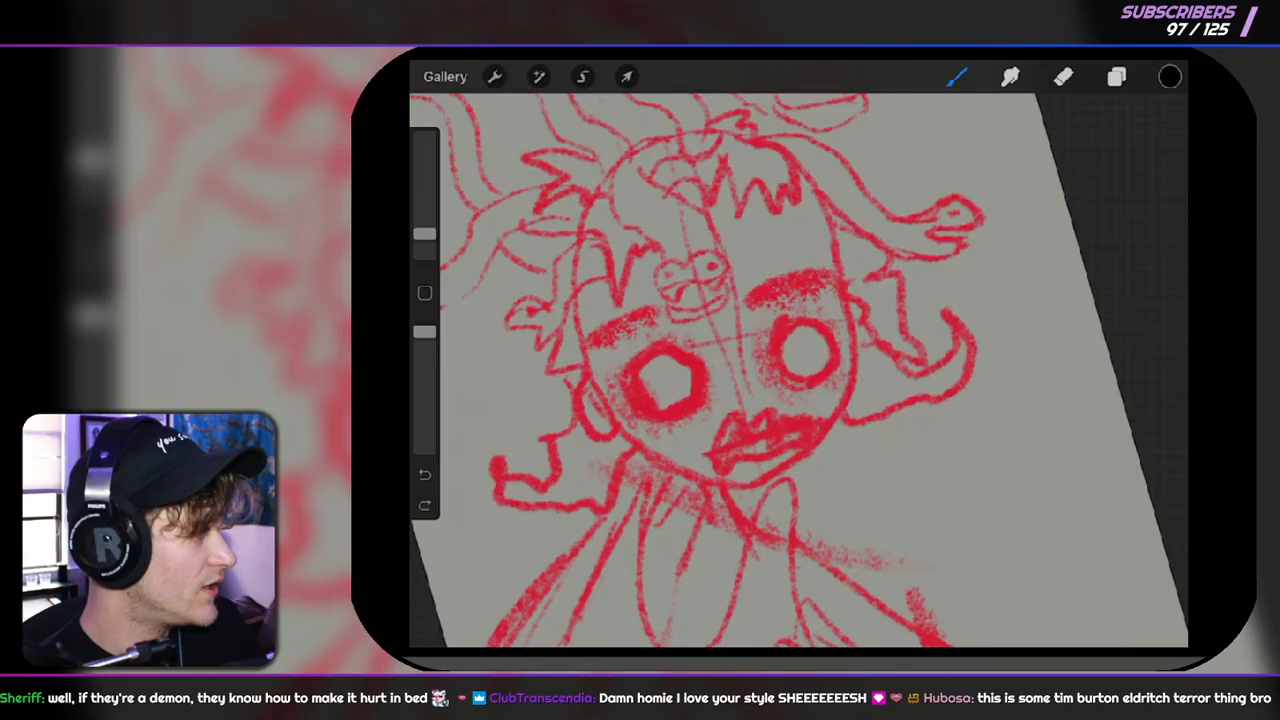 SUBSCRIBERS
97 / 125
Gallery
Sheriff: well, if they're a demon, they know how to make it hurt in bed ClubTranscendia: Damn homie I love your style SHEEEEEESH Hubosa: this is some tim burton eldritch terror thing bro